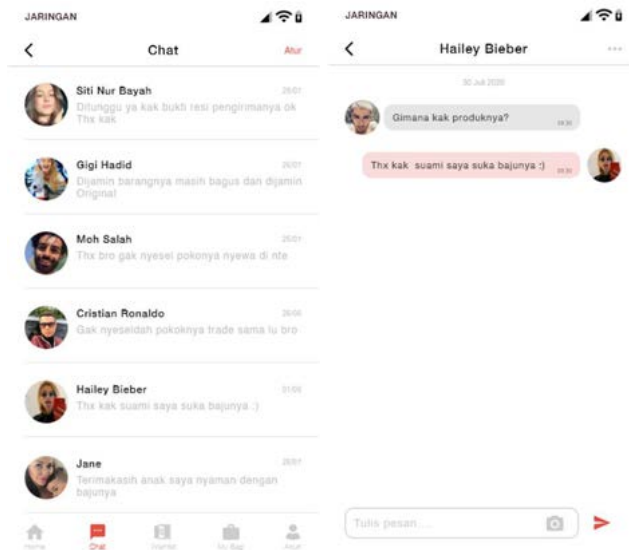 JARINGAN
Chat
Atur
Siti Nur Bayah
Ditunggu ya kak bukti resi pengirimanya ok
Thx kak
Gigi Hadid
Dijamin barangnya masih bagus dan dijamin
Original
Moh Salah
Thx bro gak nyesel pokonya nyewa di nte
Cristian Ronaldo
Gak nyeseldah pokoknya trade sama lu bro
Hailey Bieber
Thx kak suami saya suka bajunya :)
Jane
Terimakasih anak saya nyaman dengan
bajunya
Home
Chat
My Bag
JARINGAN
Hailey Bieber
Gimana kak produknya?
Thx kak suami saya suka bajunya :)
Tulis pesan ...